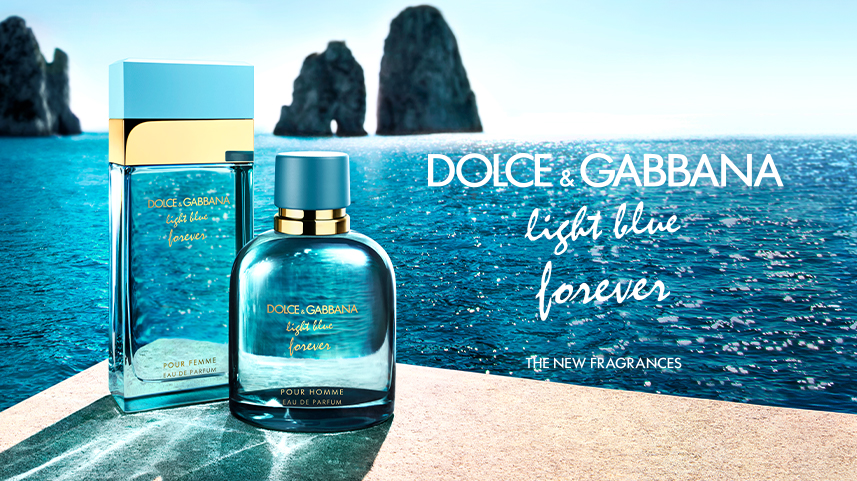 DOLCE & GABBANA
light blue
forever
POUR FEMME
EAU DE PARFUM
DOLCE & GABBANA
light blue
forever
POUR HOMME
EAU DE PARFUM
DOLCE & GABBANA
light blue
forever
THE NEW FRAGRANCES